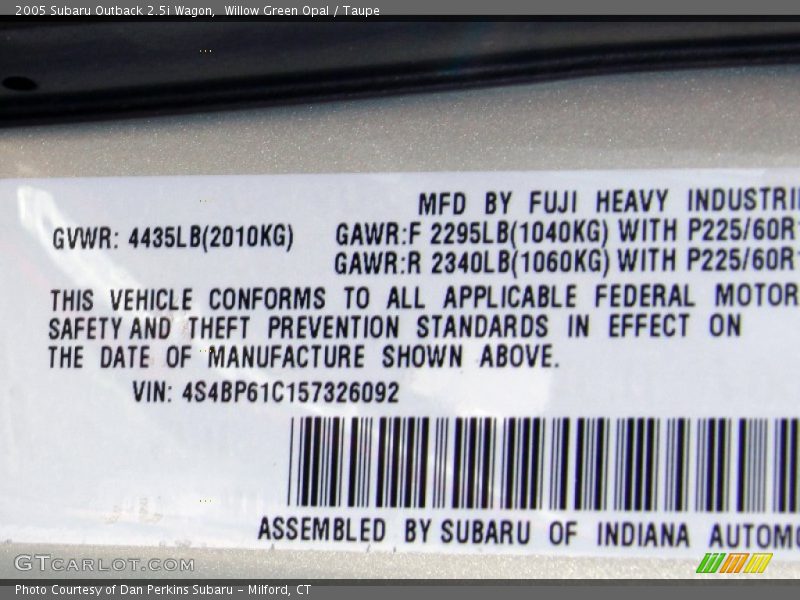 2005 Subaru Outback 2.5i Wagon,  Willow Green Opal / Taupe
MFD BY FUJI HEAVY INDUSTRI
GVWR: 4435LB(2010KG)
GAWR:F 2295LB(1040KG) WITH P225/60R
GAWR:R 2340LB(1060KG) WITH P225/60R
THIS VEHICLE CONFORMS TO ALL APPLICABLE FEDERAL MOTOR
SAFETY AND THEFT PREVENTION STANDARDS IN EFFECT ON
THE DATE OF MANUFACTURE SHOWN ABOVE.
VIN: 4S4BP61C157326092
ASSEMBLED BY SUBARU OF INDIANA AUTOMO
GTCARLOT.COM
Photo Courtesy of Dan Perkins Subaru - Milford, CT